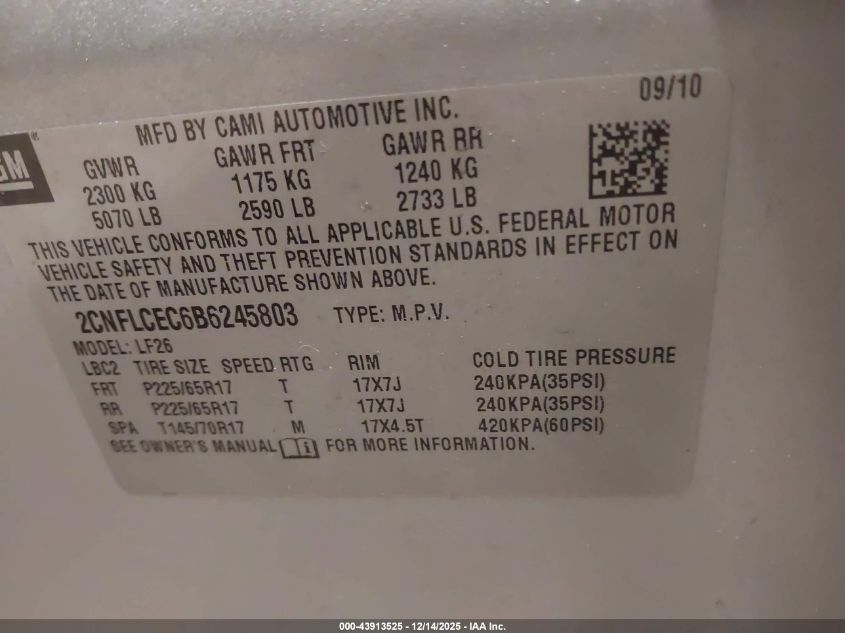 09/10
GM
MFD BY CAMI AUTOMOTIVE INC.
GVWR GAWR FRT GAWR RR
2300 KG 1175 KG 1240 KG
5070 LB 2590 LB 2733 LB
THIS VEHICLE CONFORMS TO ALL APPLICABLE U.S. FEDERAL MOTOR
VEHICLE SAFETY AND THEFT PREVENTION STANDARDS IN EFFECT ON
THE DATE OF MANUFACTURE SHOWN ABOVE.
2CNFLCEC6B6245803 TYPE: M.P.V.
MODEL: LF26
LBC2 TIRE SIZE SPEED RTG RIM COLD TIRE PRESSURE
FRT P225/65R17 T 17X7J 240KPA(35PSI)
RR P225/65R17 T 17X7J 240KPA(35PSI)
SPA T145/70R17 M 17X4.5T 420KPA(60PSI)
SEE OWNER'S MANUAL FOR MORE INFORMATION.
000-43913525 - 12/14/2025 - IAA Inc.